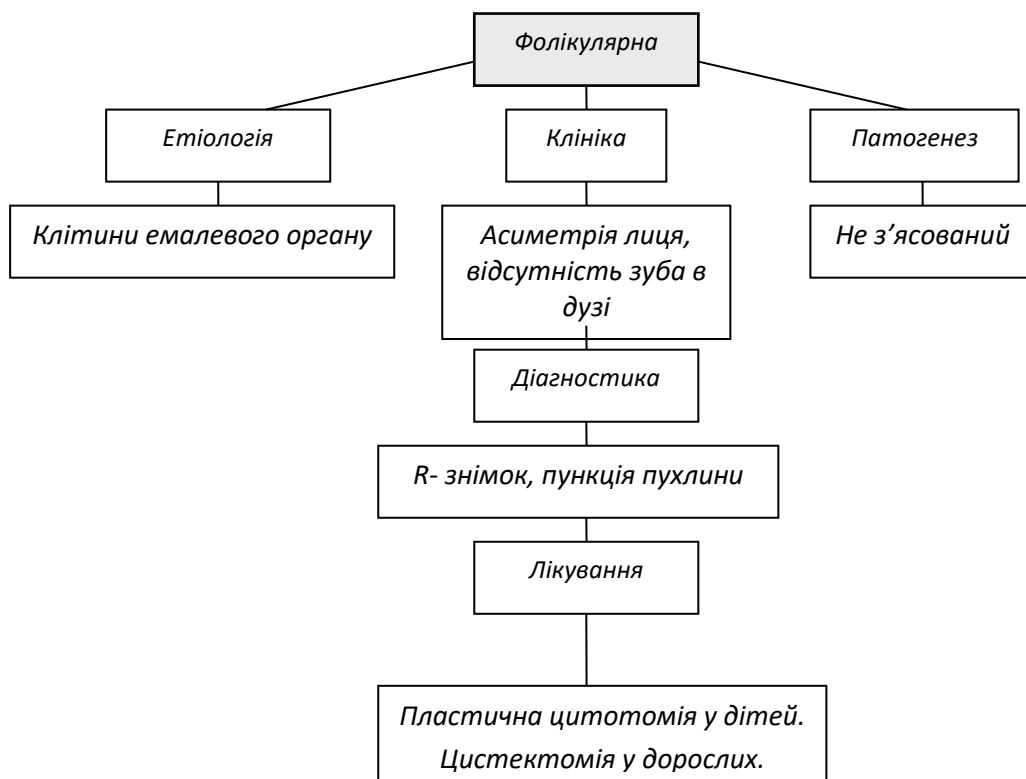 Фолікулярна
Етіологія
Клініка
Патогенез
Клітини емалевого органу
Асиметрія лиця,
відсутність зуба в
дузі
Не з’ясований
Діагностика
R- знімок, пункція пухлини
Лікування
Пластична цитотомія у дітей.
Цистектомія у дорослих.